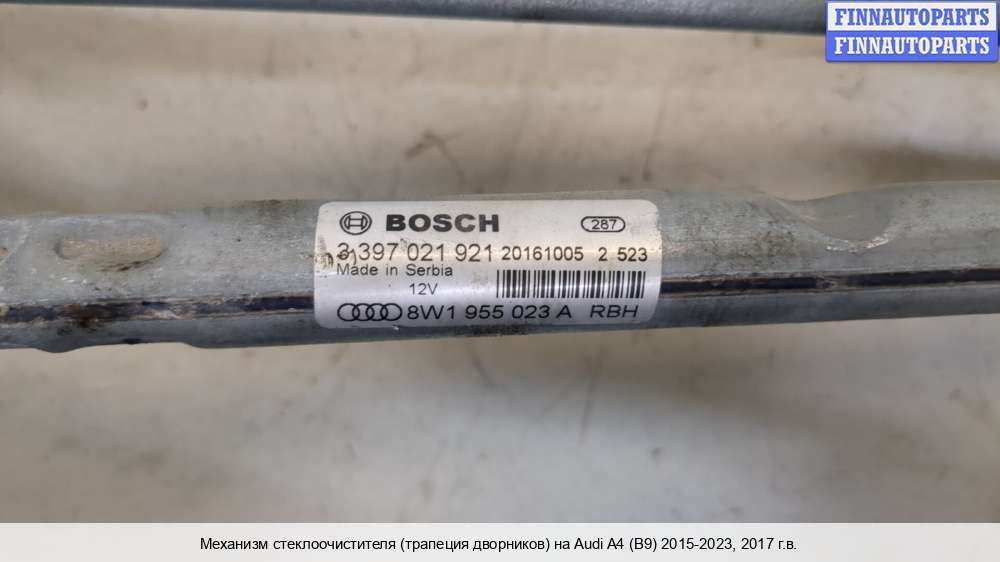 FINNAUTOPARTS
FINNAUTOPARTS
BOSCH 287
3 397 021 921 20161005 2 523
Made in Serbia
12V
8W1 955 023 A RBH
Механизм стеклоочистителя (трапеция дворников) на Audi A4 (B9) 2015-2023, 2017 г.в.